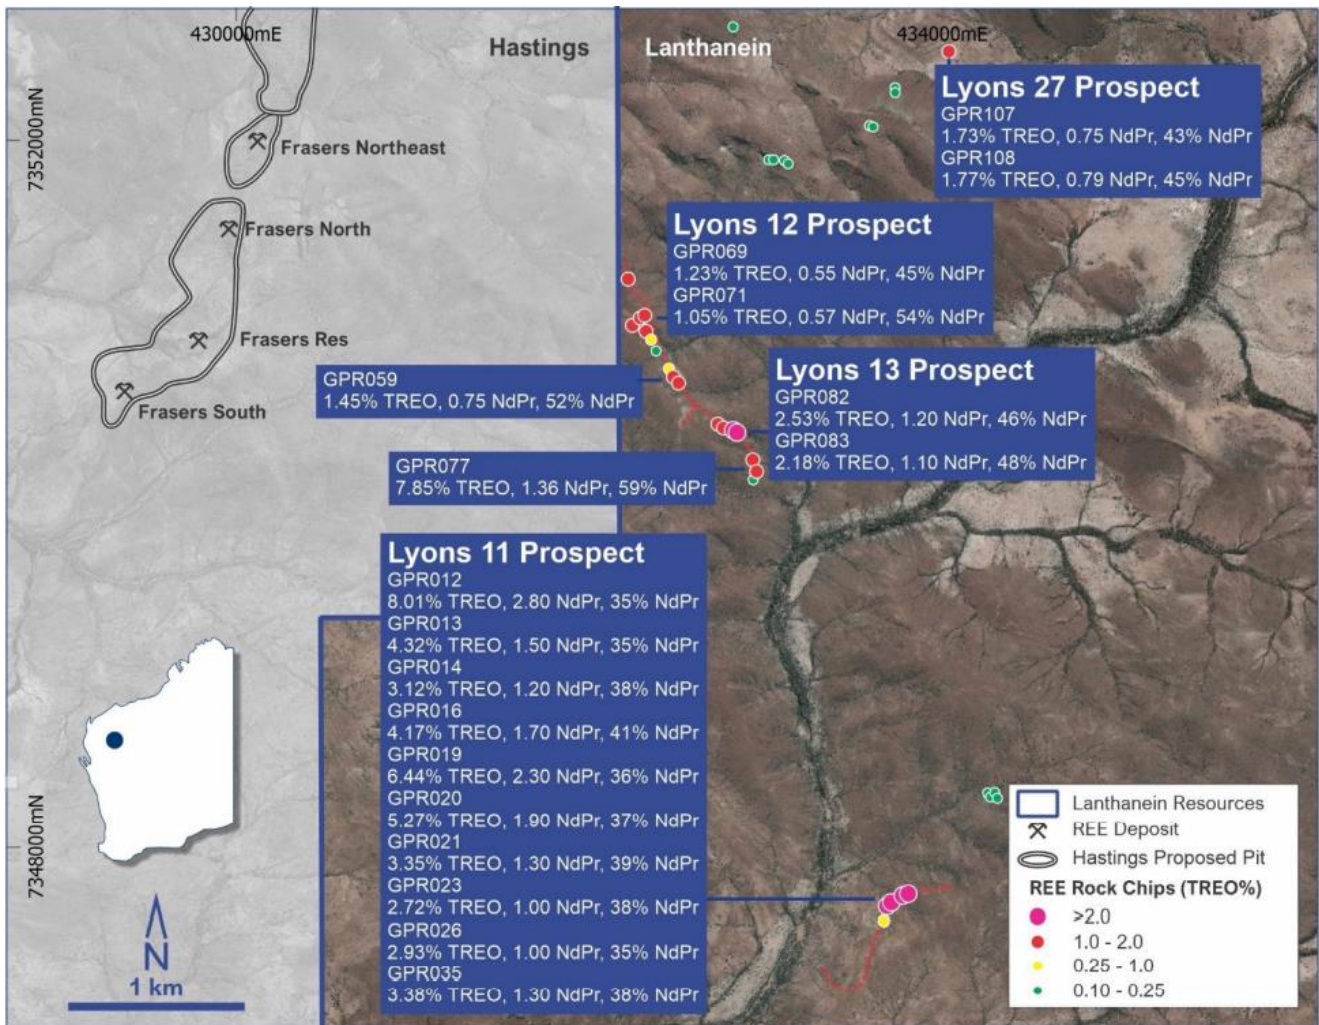 430000mE
434000mE
Hastings
Lanthanein
7352000mN
7348000mN
Frasers Northeast
Frasers North
Frasers Res
Frasers South
Lyons 27 Prospect
GPR107
1.73% TREO, 0.75 NdPr, 43% NdPr
GPR108
1.77% TREO, 0.79 NdPr, 45% NdPr
Lyons 12 Prospect
GPR069
1.23% TREO, 0.55 NdPr, 45% NdPr
GPR071
1.05% TREO, 0.57 NdPr, 54% NdPr
GPR059
1.45% TREO, 0.75 NdPr, 52% NdPr
Lyons 13 Prospect
GPR082
2.53% TREO, 1.20 NdPr, 46% NdPr
GPR083
2.18% TREO, 1.10 NdPr, 48% NdPr
GPR077
7.85% TREO, 1.36 NdPr, 59% NdPr
Lyons 11 Prospect
GPR012
8.01% TREO, 2.80 NdPr, 35% NdPr
GPR013
4.32% TREO, 1.50 NdPr, 35% NdPr
GPR014
3.12% TREO, 1.20 NdPr, 38% NdPr
GPR016
4.17% TREO, 1.70 NdPr, 41% NdPr
GPR019
6.44% TREO, 2.30 NdPr, 36% NdPr
GPR020
5.27% TREO, 1.90 NdPr, 37% NdPr
GPR021
3.35% TREO, 1.30 NdPr, 39% NdPr
GPR023
2.72% TREO, 1.00 NdPr, 38% NdPr
GPR026
2.93% TREO, 1.00 NdPr, 35% NdPr
GPR035
3.38% TREO, 1.30 NdPr, 38% NdPr
N
1 km
Lanthanein Resources
REE Deposit
Hastings Proposed Pit
REE Rock Chips (TREO%)
>2.0
1.0 - 2.0
0.25 - 1.0
0.10 - 0.25